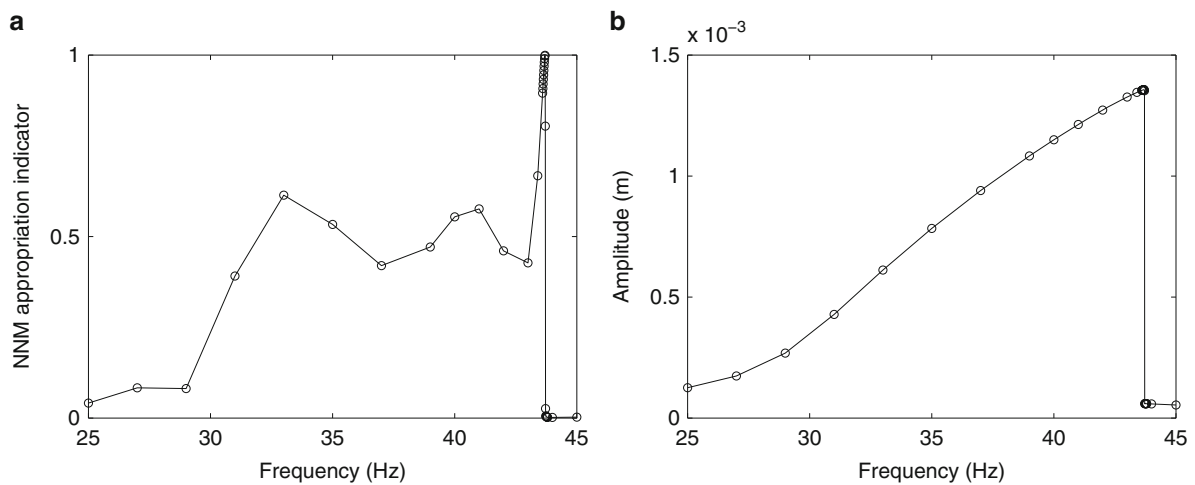 a
NNM appropriation indicator
1
0.5
0
25
30
35
40
45
Frequency (Hz)
b
x 10⁻³
Amplitude (m)
1.5
1
0.5
0
25
30
35
40
45
Frequency (Hz)